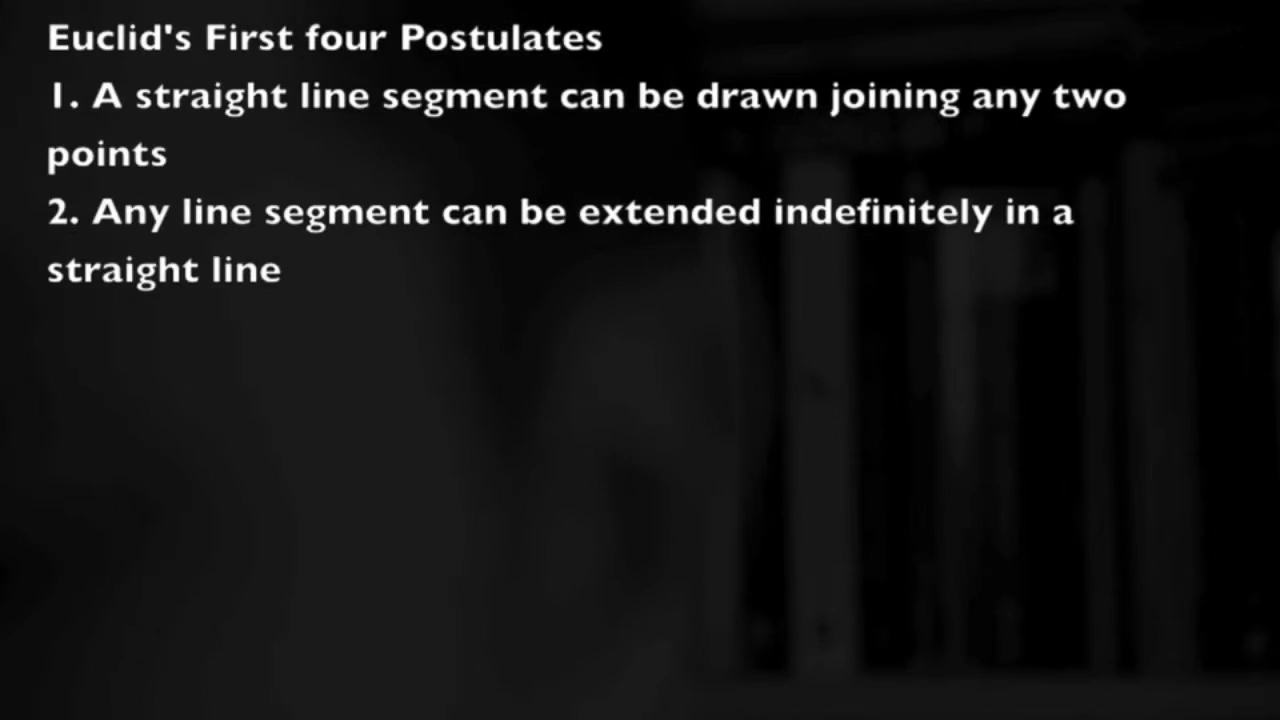 Euclid's First four Postulates
1. A straight line segment can be drawn joining any two
points
2. Any line segment can be extended indefinitely in a
straight line